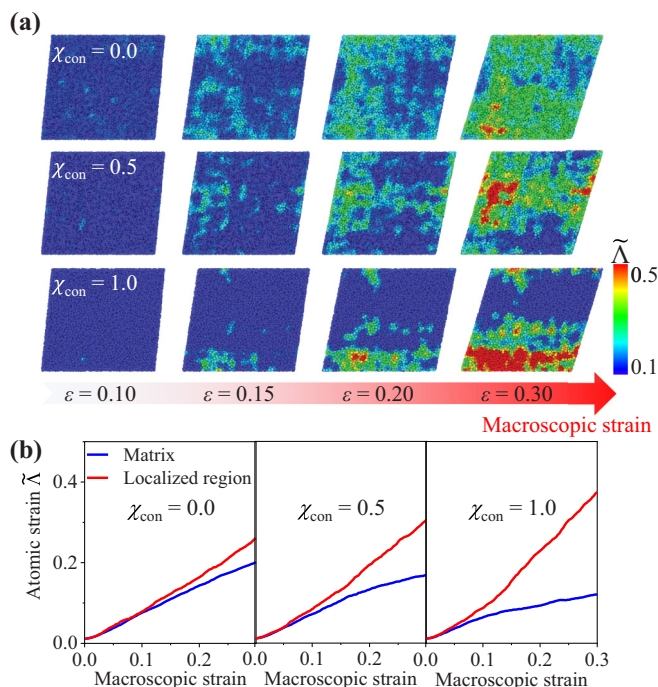 (a)
χcon = 0.0
χcon = 0.5
χcon = 1.0
Λ̃
0.5
0.1
ε = 0.10 ε = 0.15 ε = 0.20 ε = 0.30
Macroscopic strain
(b)
Atomic strain Λ̃
0.4
0.2
0.0
Matrix
Localized region
χcon = 0.0 χcon = 0.5 χcon = 1.0
0.0 0.1 0.2 0.0 0.1 0.2 0.0 0.1 0.2 0.3
Macroscopic strain Macroscopic strain Macroscopic strain